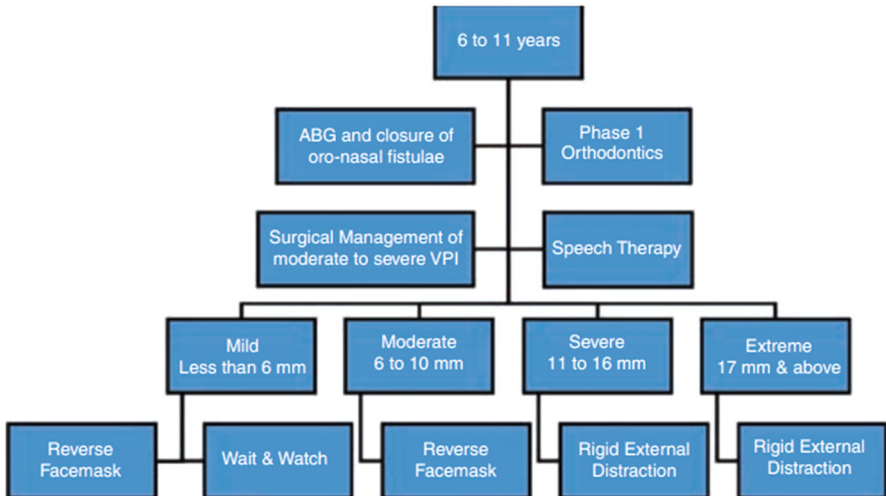 6 to 11 years
ABG and closure of
oro-nasal fistulae
Phase 1
Orthodontics
Surgical Management of
moderate to severe VPI
Speech Therapy
Mild
Less than 6 mm
Moderate
6 to 10 mm
Severe
11 to 16 mm
Extreme
17 mm & above
Reverse
Facemask
Wait & Watch
Reverse
Facemask
Rigid External
Distraction
Rigid External
Distraction